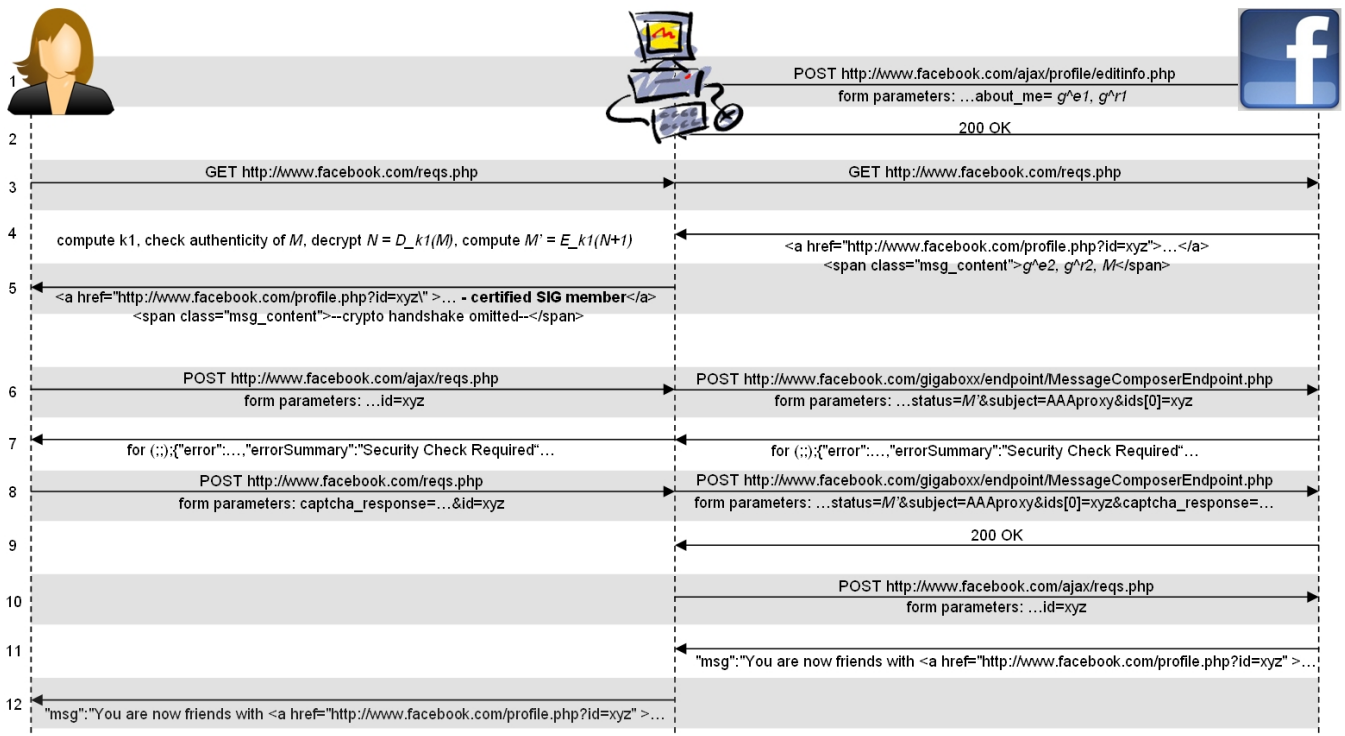 1
POST http://www.facebook.com/ajax/profile/editinfo.php
form parameters: …about_me= g^e1, g^r1
2
200 OK
3
GET http://www.facebook.com/reqs.php
GET http://www.facebook.com/reqs.php
4
compute k1, check authenticity of M, decrypt N = D_k1(M), compute M' = E_k1(N+1)
<a href="http://www.facebook.com/profile.php?id=xyz">…</a>
<span class="msg_content">g^e2, g^r2, M</span>
5
<a href="http://www.facebook.com/profile.php?id=xyz\" >… - certified SIG member</a>
<span class="msg_content">--crypto handshake omitted--</span>
6
POST http://www.facebook.com/ajax/reqs.php
form parameters: …id=xyz
POST http://www.facebook.com/gigaboxx/endpoint/MessageComposerEndpoint.php
form parameters: …status=M'&subject=AAAproxy&ids[0]=xyz
7
for (;;);{"error":…,"errorSummary":"Security Check Required“…
for (;;);{"error":…,"errorSummary":"Security Check Required“…
8
POST http://www.facebook.com/reqs.php
form parameters: captcha_response=…&id=xyz
POST http://www.facebook.com/gigaboxx/endpoint/MessageComposerEndpoint.php
form parameters: …status=M'&subject=AAAproxy&ids[0]=xyz&captcha_response=…
9
200 OK
10
POST http://www.facebook.com/ajax/reqs.php
form parameters: …id=xyz
11
"msg":"You are now friends with <a href="http://www.facebook.com/profile.php?id=xyz" >…
12
"msg":"You are now friends with <a href="http://www.facebook.com/profile.php?id=xyz" >…